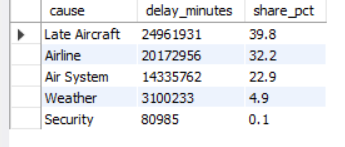 cause delay_minutes share_pct
Late Aircraft 24961931 39.8
Airline 20172956 32.2
Air System 14335762 22.9
Weather 3100233 4.9
Security 80985 0.1